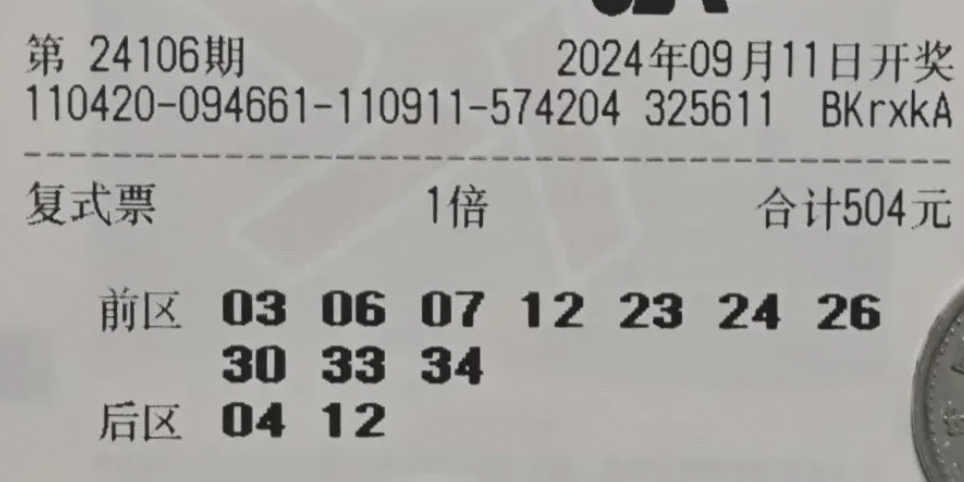 第 24106期 2024年09月11日开奖
110420-094661-110911-574204 325611 BKrxkA
复式票 1倍 合计504元
前区 03 06 07 12 23 24 26
30 33 34
后区 04 12